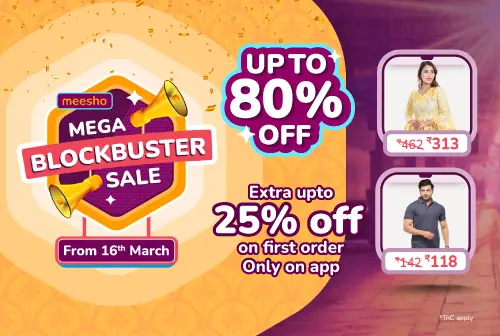 meesho
MEGA
BLOCKBUSTER
SALE
From 16th March
UP TO
80%
OFF
Extra upto
25% off
on first order
Only on app
₹462 ₹313
₹142 ₹118
*TnC apply